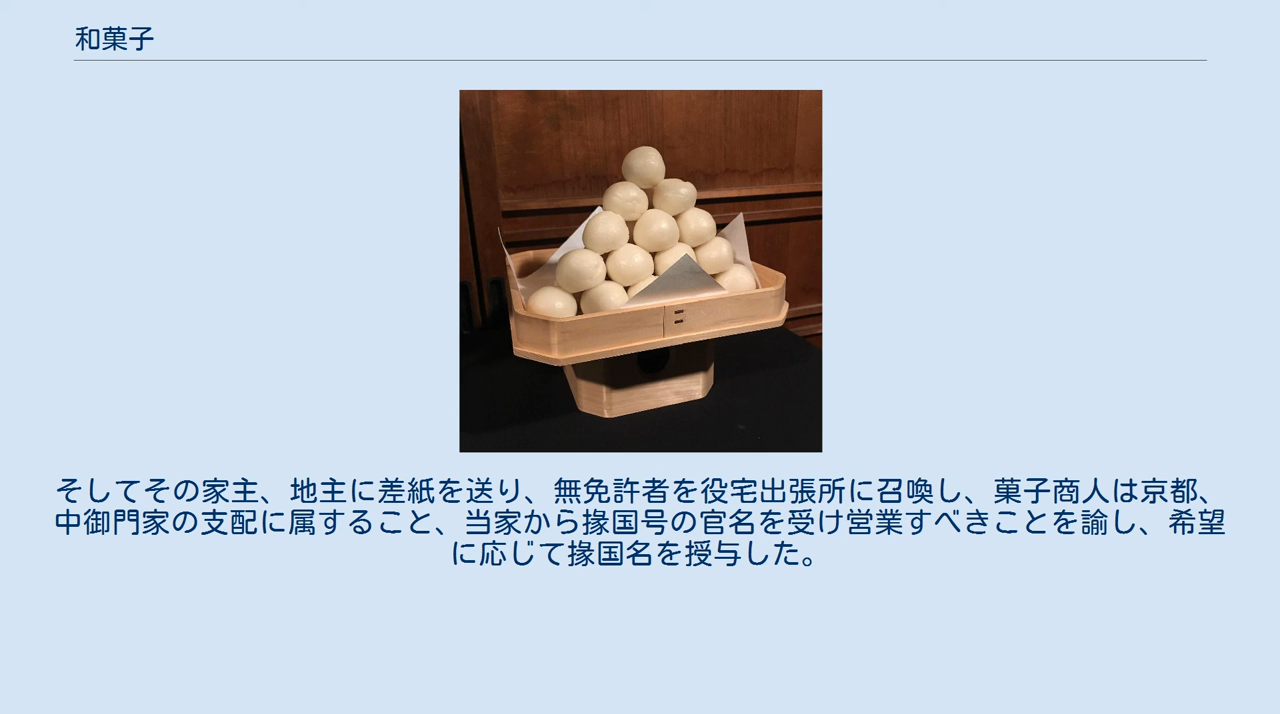 和菓子
そしてその家主、地主に差紙を送り、無免許者を役宅出張所に召喚し、菓子商人は京都、
中御門家の支配に属すること、当家から掾国号の官名を受け営業すべきことを諭し、希望
に応じて掾国名を授与した。